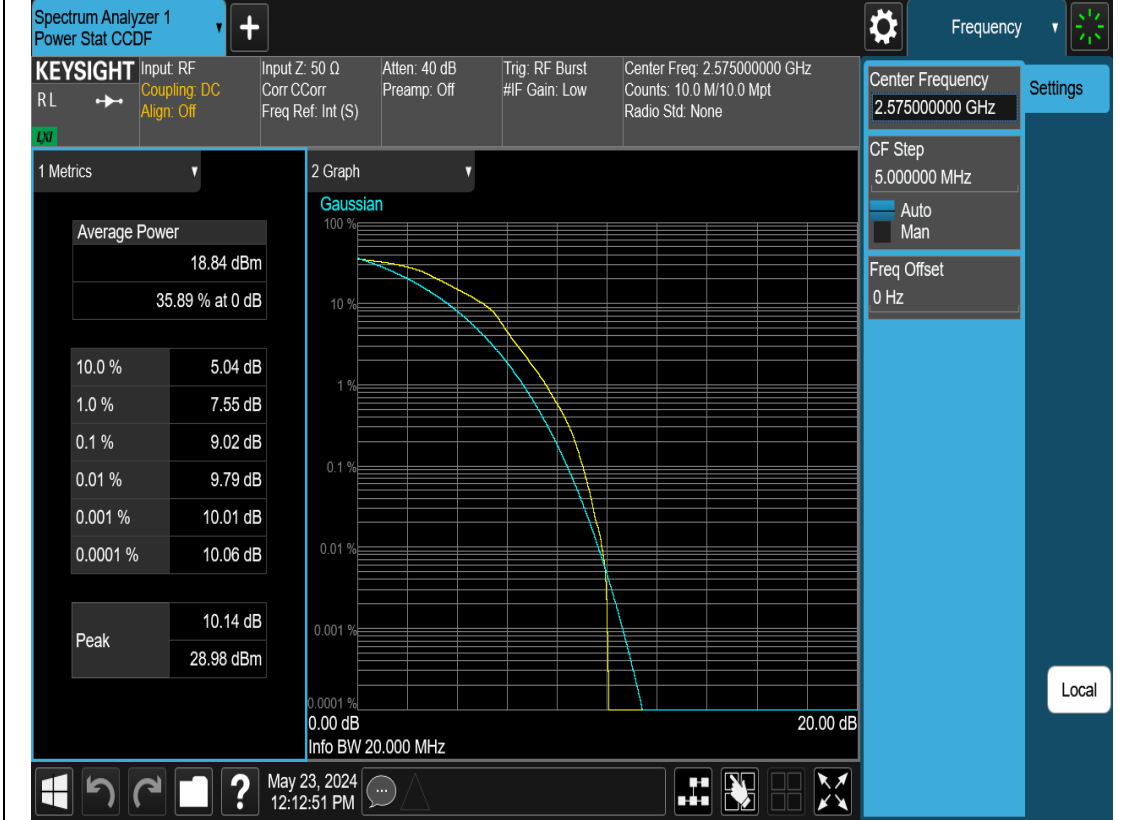 Spectrum Analyzer 1
Power Stat CCDF
+
Frequency
KEYSIGHT
RL
LXI
Input: RF
Coupling: DC
Align: Off
Input Z: 50 Ω
Corr CCorr
Freq Ref: Int (S)
Atten: 40 dB
Preamp: Off
Trig: RF Burst
#IF Gain: Low
Center Freq: 2.575000000 GHz
Counts: 10.0 M/10.0 Mpt
Radio Std: None
Center Frequency
2.575000000 GHz
Settings
CF Step
5.000000 MHz
Auto
Man
Freq Offset
0 Hz
1 Metrics
Average Power
18.84 dBm
35.89 % at 0 dB
10.0 % 5.04 dB
1.0 % 7.55 dB
0.1 % 9.02 dB
0.01 % 9.79 dB
0.001 % 10.01 dB
0.0001 % 10.06 dB
Peak
10.14 dB
28.98 dBm
2 Graph
Gaussian
100 %
10 %
1 %
0.1 %
0.01 %
0.001 %
0.0001 %
0.00 dB 20.00 dB
Info BW 20.000 MHz
Local
?
May 23, 2024
12:12:51 PM